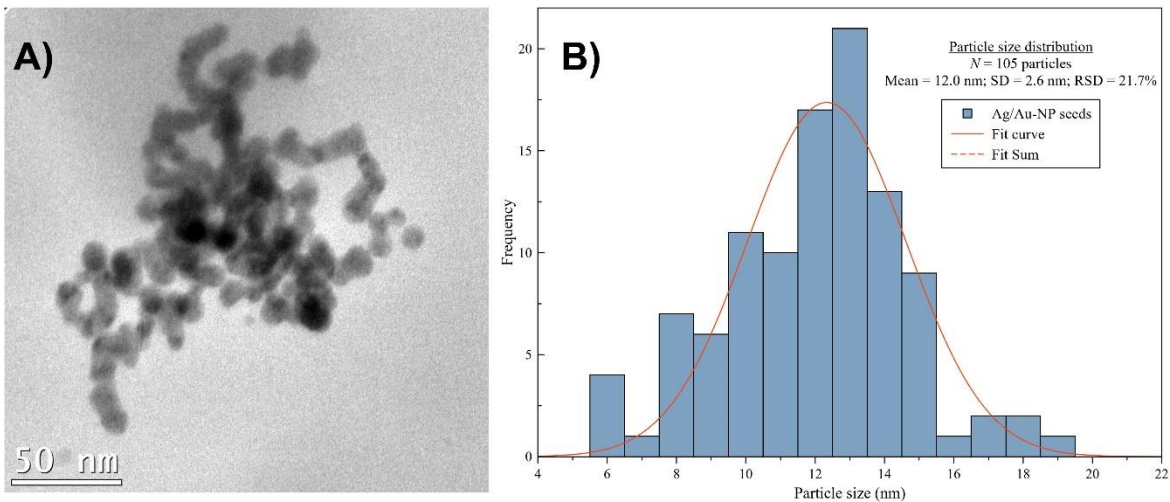 A)
50 nm
B)
Particle size distribution
N = 105 particles
Mean = 12.0 nm; SD = 2.6 nm; RSD = 21.7%
Ag/Au-NP seeds
Fit curve
Fit Sum
Frequency
20
15
10
5
0
4 6 8 10 12 14 16 18 20 22
Particle size (nm)